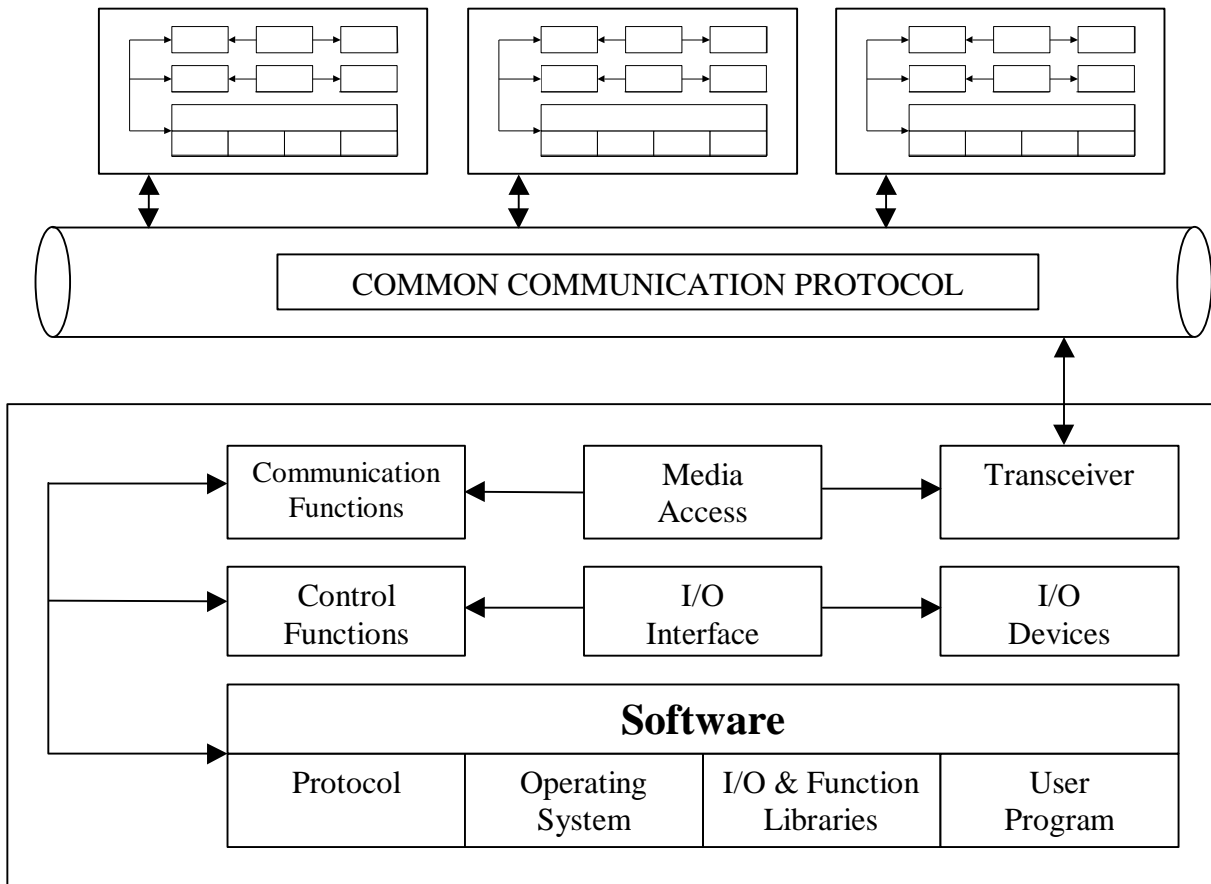 COMMON COMMUNICATION PROTOCOL
Communication
Functions
Media
Access
Transceiver
Control
Functions
I/O
Interface
I/O
Devices
Software
Protocol
Operating
System
I/O & Function
Libraries
User
Program